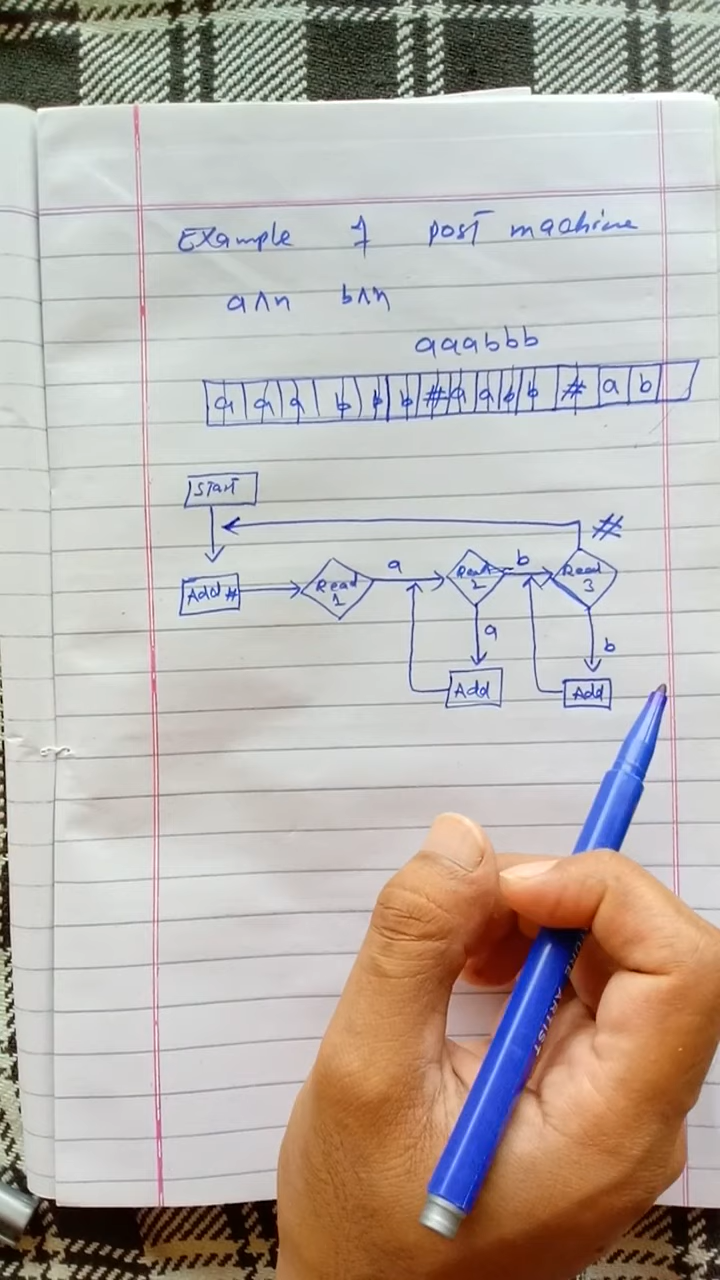 Example of post machine
a^n b^n
aaabbb
a a a b b b # a a b b # a b
Start
#
Add # Read 1 a Read 2 b Read 3
a b
Add Add